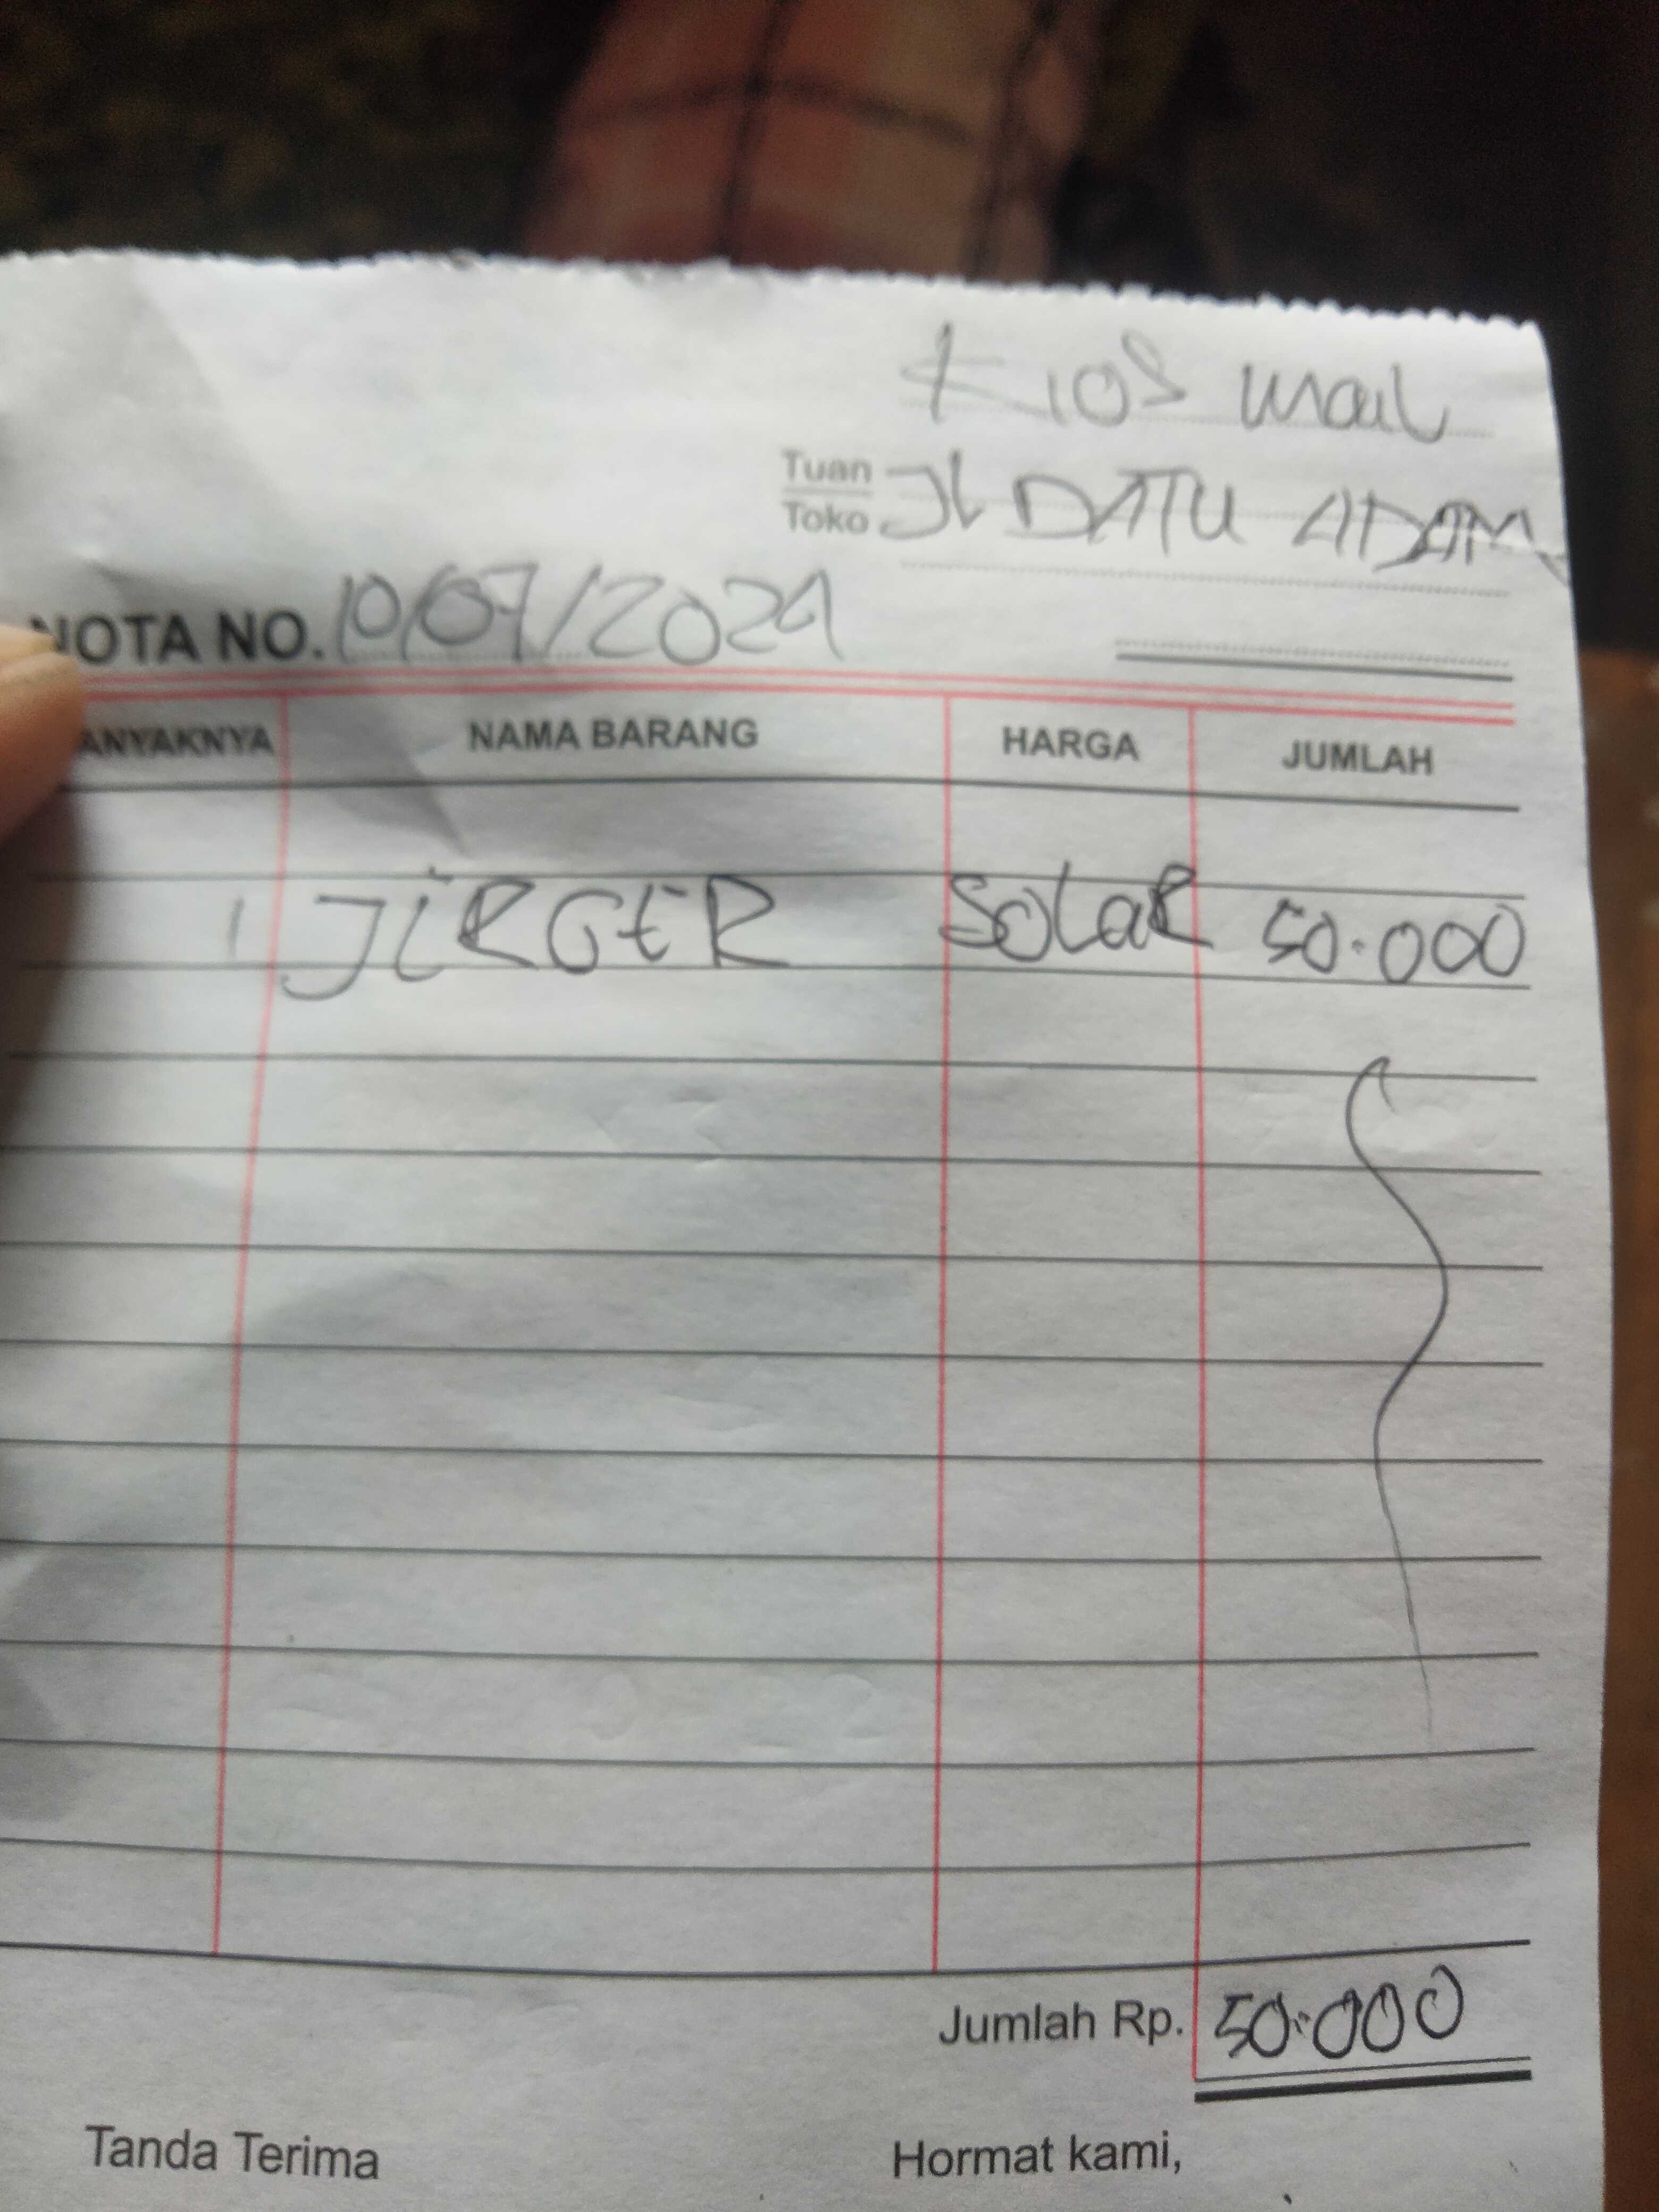 KIOS mail
Tuan
Toko JL DATU ADAM
NOTA NO. 10/07/2024
ANYAKNYA NAMA BARANG HARGA JUMLAH
1 JiRGER SOLAR 50.000
Jumlah Rp. 50.000
Tanda Terima Hormat kami,